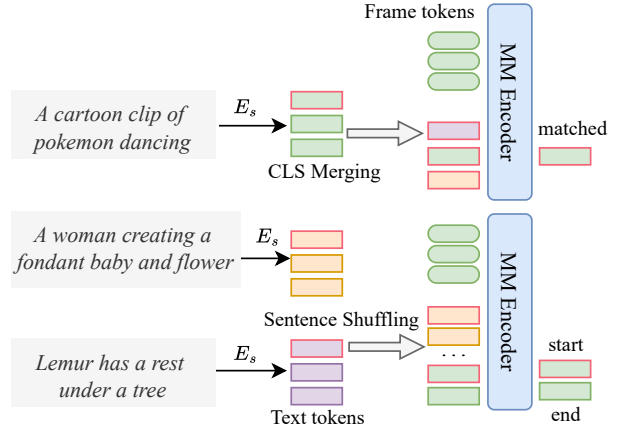 Frame tokens
A cartoon clip of
pokemon dancing
E_s
CLS Merging
MM Encoder
matched
A woman creating a
fondant baby and flower
E_s
Sentence Shuffling
...
MM Encoder
Lemur has a rest
under a tree
E_s
Text tokens
start
end